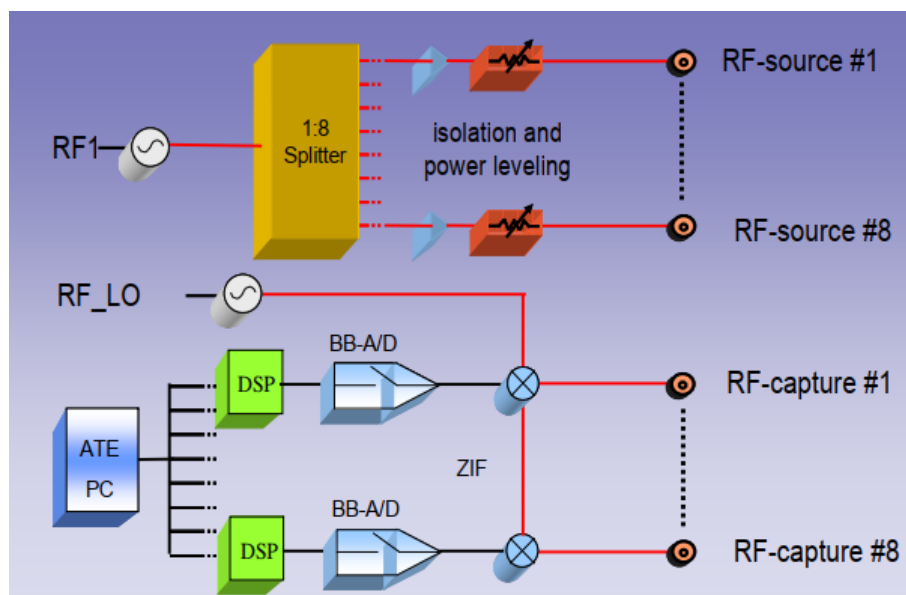 RF1
1:8
Splitter
isolation and
power leveling
RF-source #1
RF-source #8
RF_LO
BB-A/D
DSP
RF-capture #1
ATE
PC
ZIF
BB-A/D
DSP
RF-capture #8